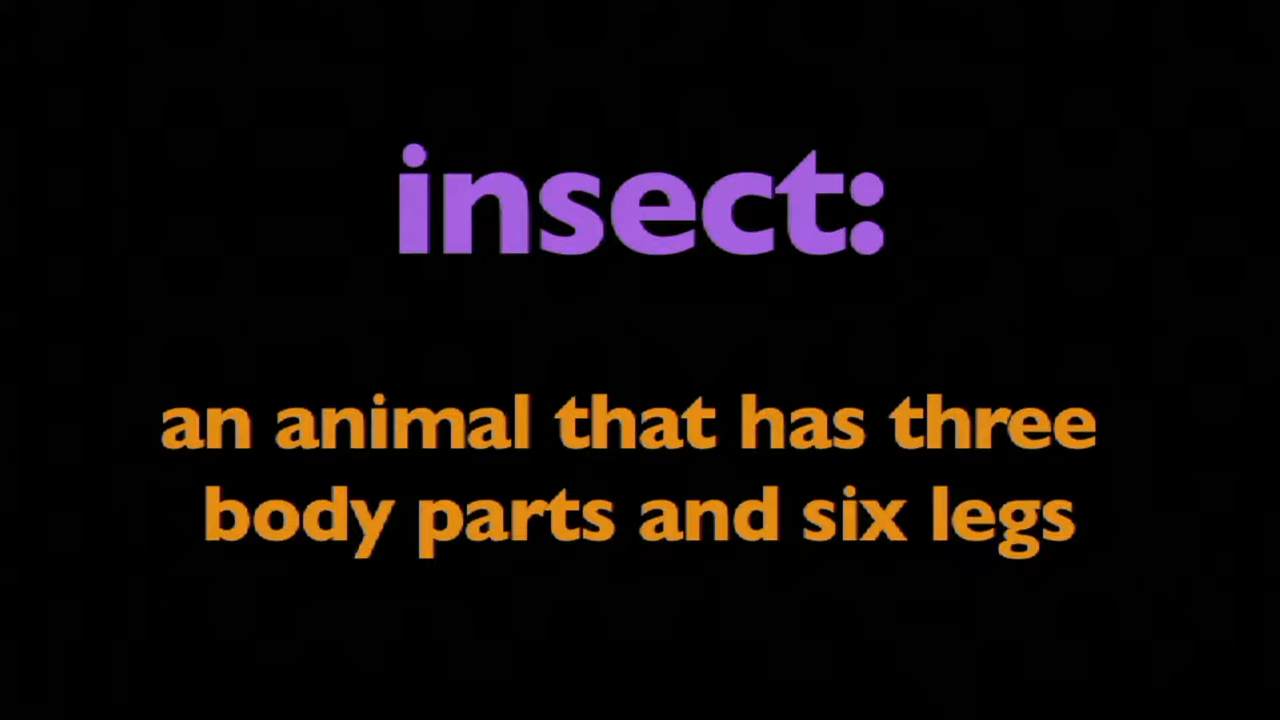 insect:
an animal that has three
body parts and six legs